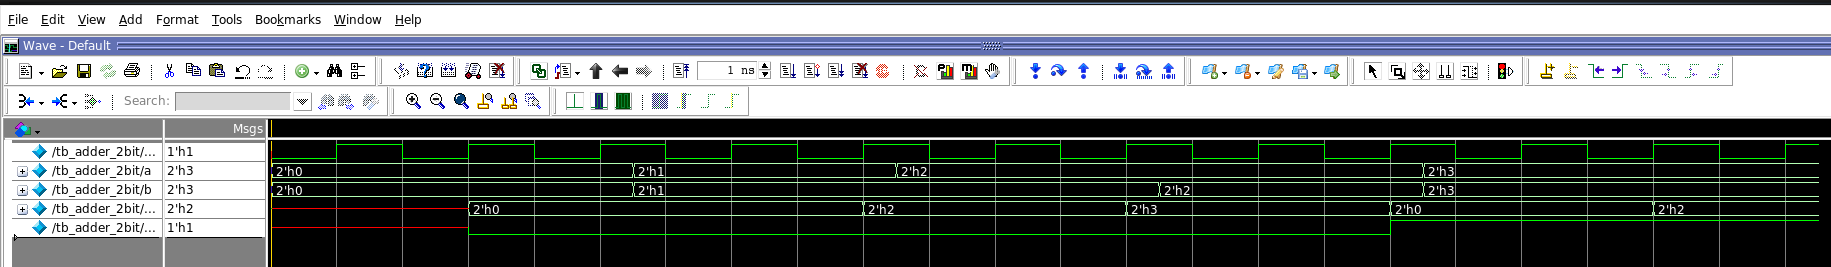 File Edit View Add Format Tools Bookmarks Window Help
Wave - Default
1 ns
Search:
Msgs
/tb_adder_2bit/... 1'h1
/tb_adder_2bit/a 2'h3 2'h0 2'h1 2'h2 2'h3
/tb_adder_2bit/b 2'h3 2'h0 2'h1 2'h2 2'h3
/tb_adder_2bit/... 2'h2 2'h0 2'h2 2'h3 2'h0 2'h2
/tb_adder_2bit/... 1'h1